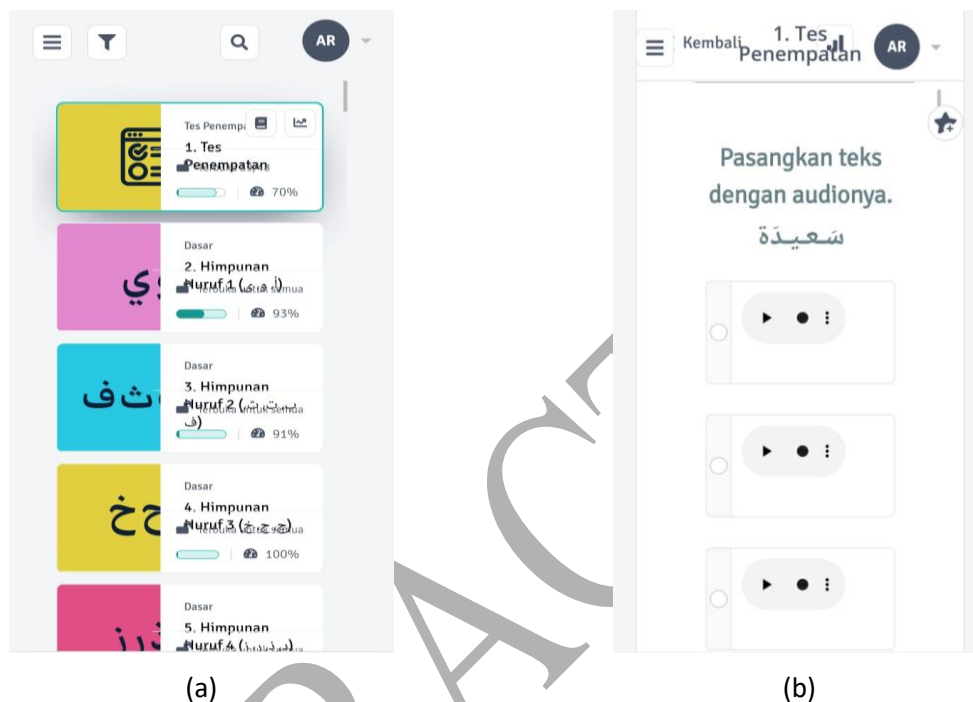 AR
Tes Penempa
1. Tes
Penempatan
70%
ي
Dasar
2. Himpunan
Huruf 1 (أ, و, ي)
Terbuka untuk semua
93%
ث ف
Dasar
3. Himpunan
Huruf 2 (ب, ت, ث,
ف)
Terbuka untuk semua
91%
ح خ
Dasar
4. Himpunan
Huruf 3 (ج, ح, خ)
Terbuka untuk semua
100%
ر ز
Dasar
5. Himpunan
Huruf 4
(a)
Kembali
1. Tes
Penempatan
AR
Pasangkan teks
dengan audionya.
سَعيدَة
(b)